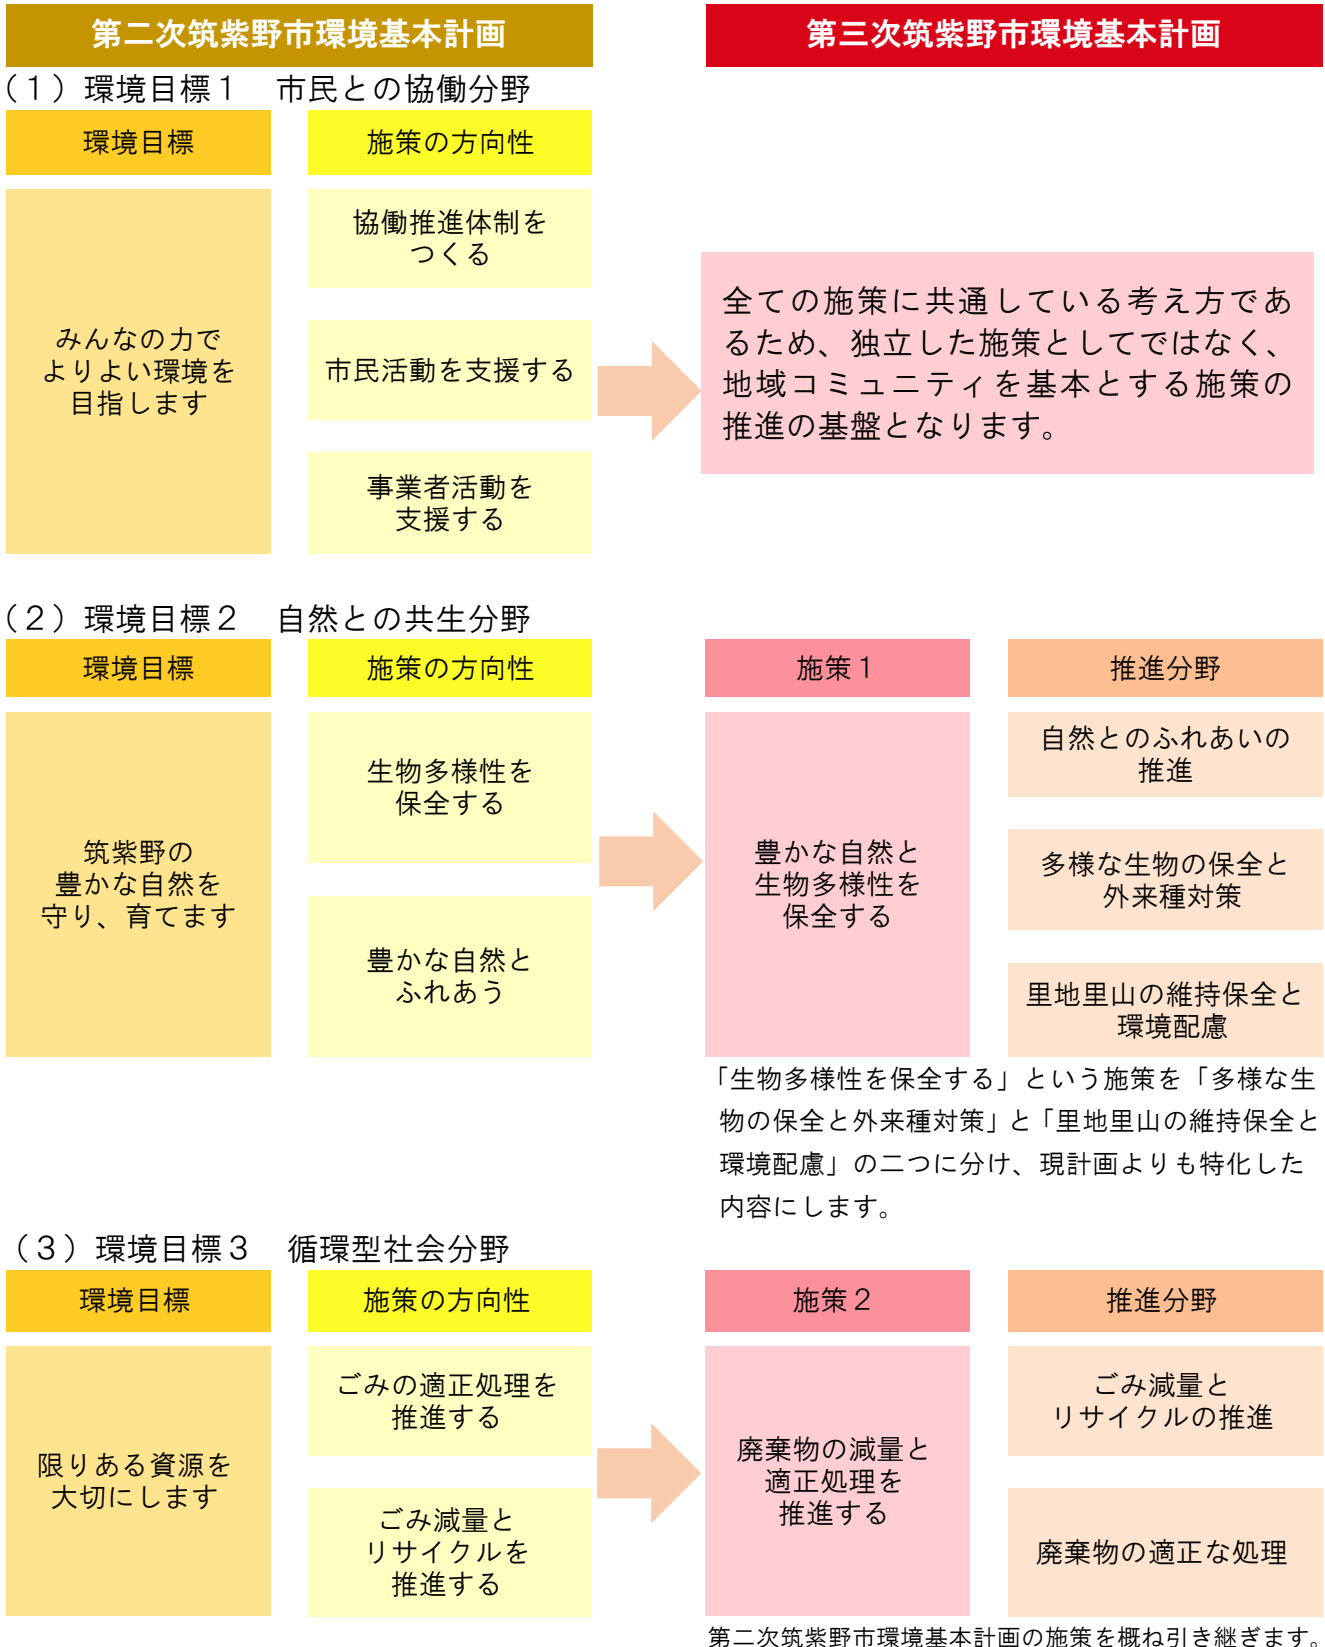 第二次筑紫野市環境基本計画
第三次筑紫野市環境基本計画
（１）環境目標１　市民との協働分野
環境目標
施策の方向性
みんなの力で
よりよい環境を
目指します
協働推進体制を
つくる
市民活動を支援する
事業者活動を
支援する
全ての施策に共通している考え方であ
るため、独立した施策としてではなく、
地域コミュニティを基本とする施策の
推進の基盤となります。
（２）環境目標２　自然との共生分野
環境目標
施策の方向性
施策１
推進分野
筑紫野の
豊かな自然を
守り、育てます
生物多様性を
保全する
豊かな自然と
ふれあう
豊かな自然と
生物多様性を
保全する
自然とのふれあいの
推進
多様な生物の保全と
外来種対策
里地里山の維持保全と
環境配慮
「生物多様性を保全する」という施策を「多様な生
物の保全と外来種対策」と「里地里山の維持保全と
環境配慮」の二つに分け、現計画よりも特化した
内容にします。
（３）環境目標３　循環型社会分野
環境目標
施策の方向性
施策２
推進分野
限りある資源を
大切にします
ごみの適正処理を
推進する
ごみ減量と
リサイクルを
推進する
廃棄物の減量と
適正処理を
推進する
ごみ減量と
リサイクルの推進
廃棄物の適正な処理
第二次筑紫野市環境基本計画の施策を概ね引き継ぎます。